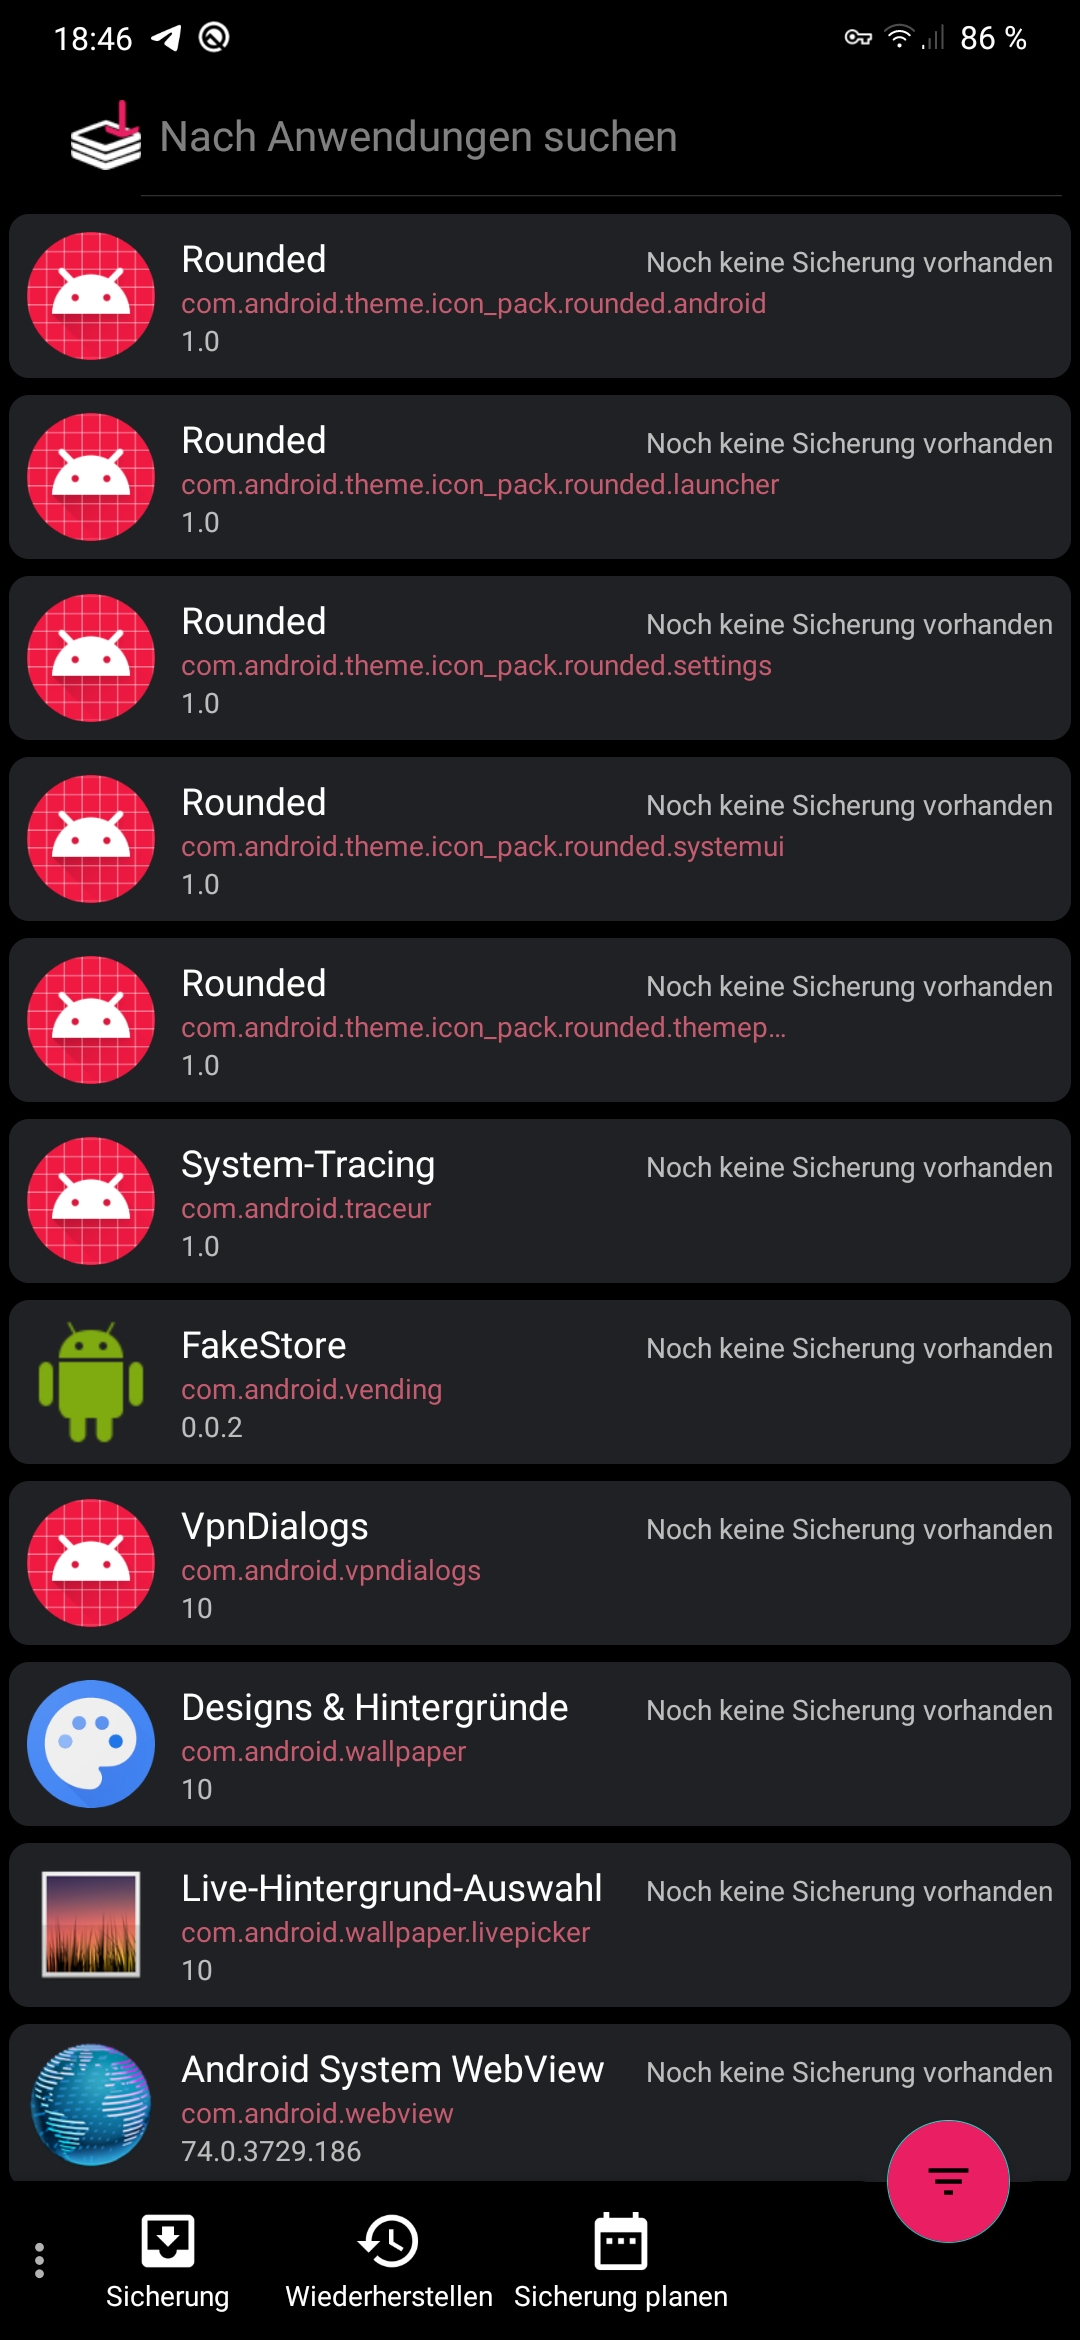 18:46
86 %
Nach Anwendungen suchen
Rounded
Noch keine Sicherung vorhanden
com.android.theme.icon_pack.rounded.android
1.0
Rounded
Noch keine Sicherung vorhanden
com.android.theme.icon_pack.rounded.launcher
1.0
Rounded
Noch keine Sicherung vorhanden
com.android.theme.icon_pack.rounded.settings
1.0
Rounded
Noch keine Sicherung vorhanden
com.android.theme.icon_pack.rounded.systemui
1.0
Rounded
Noch keine Sicherung vorhanden
com.android.theme.icon_pack.rounded.themep...
1.0
System-Tracing
Noch keine Sicherung vorhanden
com.android.traceur
1.0
FakeStore
Noch keine Sicherung vorhanden
com.android.vending
0.0.2
VpnDialogs
Noch keine Sicherung vorhanden
com.android.vpndialogs
10
Designs & Hintergründe
Noch keine Sicherung vorhanden
com.android.wallpaper
10
Live-Hintergrund-Auswahl
Noch keine Sicherung vorhanden
com.android.wallpaper.livepicker
10
Android System WebView
Noch keine Sicherung vorhanden
com.android.webview
74.0.3729.186
Sicherung
Wiederherstellen
Sicherung planen